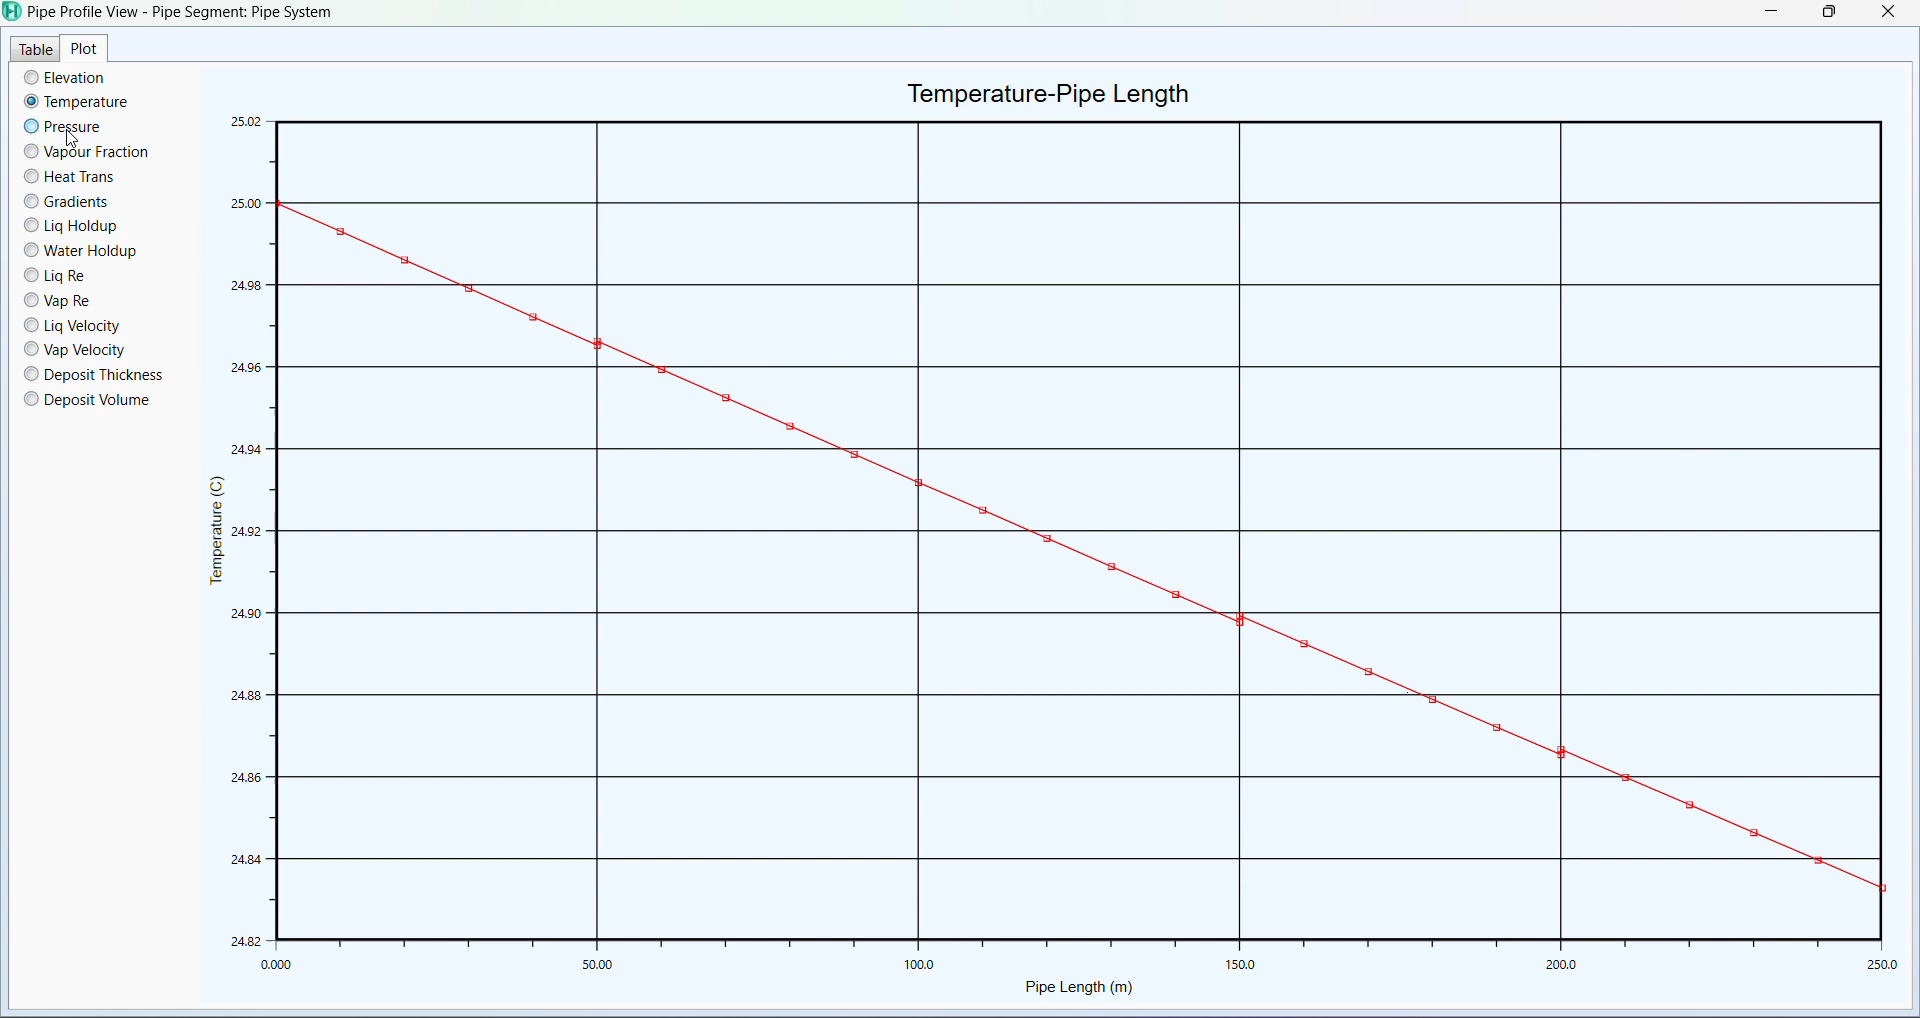 Pipe Profile View - Pipe Segment: Pipe System
Table Plot
Elevation
Temperature
Pressure
Vapour Fraction
Heat Trans
Gradients
Liq Holdup
Water Holdup
Liq Re
Vap Re
Liq Velocity
Vap Velocity
Deposit Thickness
Deposit Volume
Temperature-Pipe Length
25.02
25.00
24.98
24.96
24.94
24.92
24.90
24.88
24.86
24.84
24.82
Temperature (C)
0.000 50.00 100.0 150.0 200.0 250.0
Pipe Length (m)